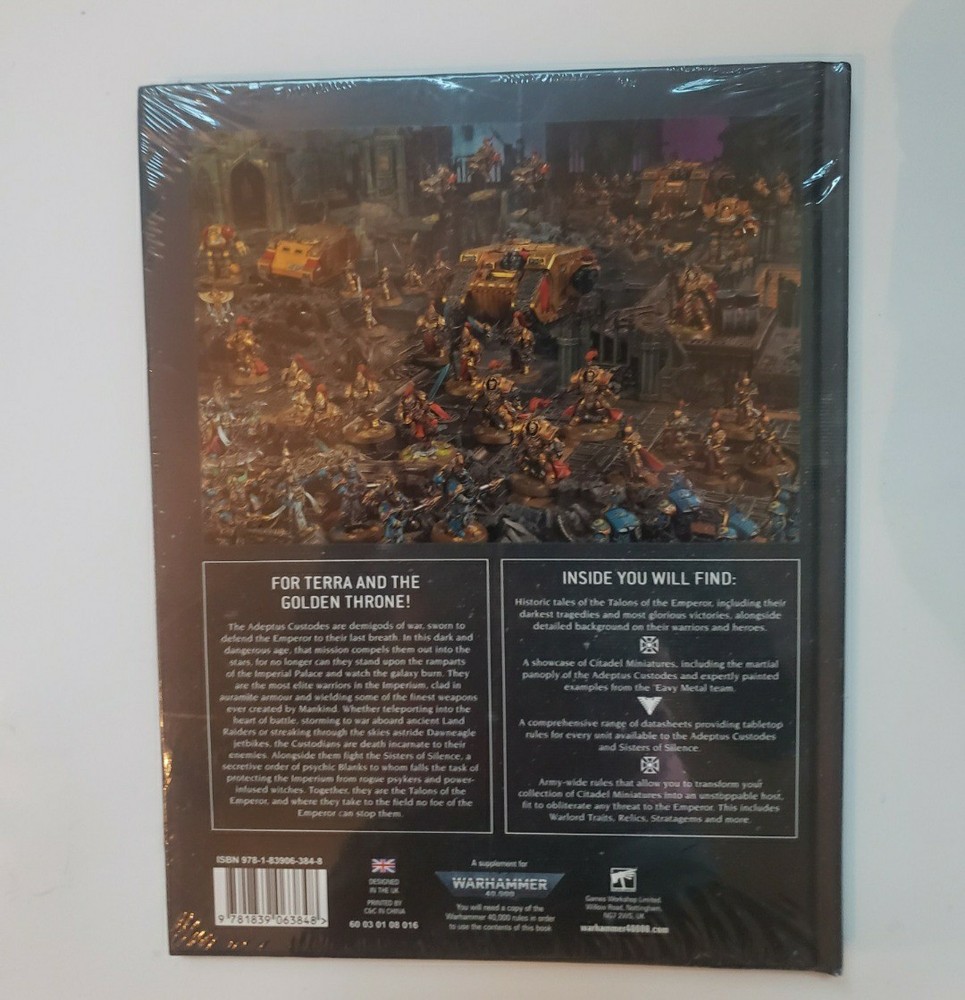 FOR TERRA AND THE
GOLDEN THRONE!
The Adeptus Custodes are demigods of war, sworn to
defend the Emperor to their last breath. In this dark and
dangerous age, that mission compels them out into the
stars, for no longer can they stand upon the ramparts
of the Imperial Palace and watch the galaxy burn. They
are the most elite warriors in the Imperium, clad in
auramite armour and wielding some of the finest weapons
ever created by Mankind. Whether teleporting into the
heart of battle, storming to war aboard ancient Land
Raiders or streaking through the skies astride Dawneagle
jetbikes, the Custodians are death incarnate to their
enemies. Alongside them fight the Sisters of Silence, a
secretive order of psychic Blanks to whom falls the task of
protecting the Imperium from rogue psykers and power-
infused witches. Together, they are the Talons of the
Emperor, and where they take to the field no foe of the
Emperor can stop them.
INSIDE YOU WILL FIND:
Historic tales of the Talons of the Emperor, including their
darkest tragedies and most glorious victories, alongside
detailed background on their warriors and heroes.
A showcase of Citadel Miniatures, including the martial
panoply of the Adeptus Custodes and expertly painted
examples from the 'Eavy Metal team.
A comprehensive range of datasheets providing tabletop
rules for every unit available to the Adeptus Custodes
and Sisters of Silence.
Army-wide rules that allow you to transform your
collection of Citadel Miniatures into an unstoppable host,
fit to obliterate any threat to the Emperor. This includes
Warlord Traits, Relics, Stratagems and more.
ISBN 978-1-83906-384-8
9 781839 063848 >
DESIGNED
IN THE UK
PRINTED BY
C&C IN CHINA
60 03 01 08 016
A supplement for
WARHAMMER
40,000
You will need a copy of the
Warhammer 40,000 rules in order
to use the contents of this book
Games Workshop Limited,
Willow Road, Nottingham,
NG7 2WS, UK
warhammer40000.com